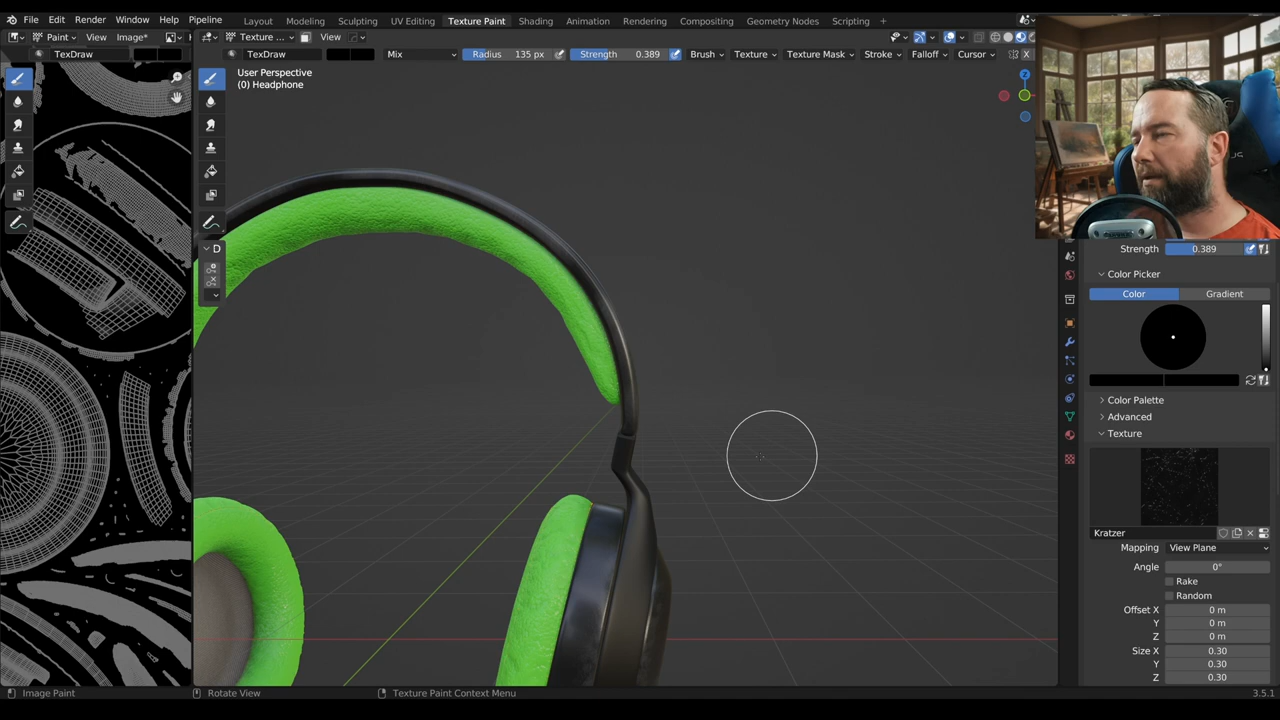 File Edit Render Window Help Pipeline Layout Modeling Sculpting UV Editing Texture Paint Shading Animation Rendering Compositing Geometry Nodes Scripting +
Paint View Image* Texture ... View
TexDraw TexDraw Mix Radius 135 px Strength 0.389 Brush Texture Texture Mask Stroke Falloff Cursor X
User Perspective
(0) Headphone
Z
D
Strength 0.389
Color Picker
Color Gradient
Color Palette
Advanced
Texture
Kratzer
Mapping View Plane
Angle 0°
Rake
Random
Offset X 0 m
Y 0 m
Z 0 m
Size X 0.30
Y 0.30
Z 0.30
Image Paint Rotate View Texture Paint Context Menu 3.5.1